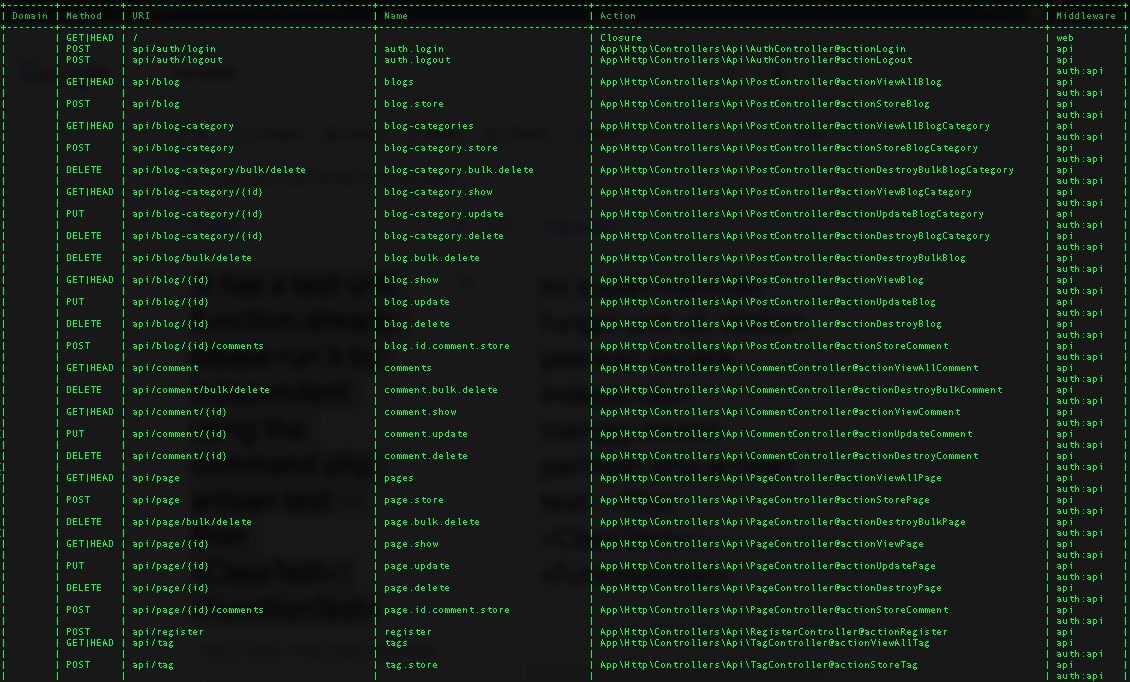 | Domain | Method | URI | Name | Action | Middleware |
| | GET|HEAD | / | | Closure | web |
| | POST | api/auth/login | auth.login | App\Http\Controllers\Api\AuthController@actionLogin | api |
| | POST | api/auth/logout | auth.logout | App\Http\Controllers\Api\AuthController@actionLogout | api |
| | | | | | auth:api |
| | GET|HEAD | api/blog | blogs | App\Http\Controllers\Api\PostController@actionViewAllBlog | api |
| | | | | | auth:api |
| | POST | api/blog | blog.store | App\Http\Controllers\Api\PostController@actionStoreBlog | api |
| | | | | | auth:api |
| | GET|HEAD | api/blog-category | blog-categories | App\Http\Controllers\Api\PostController@actionViewAllBlogCategory | api |
| | | | | | auth:api |
| | POST | api/blog-category | blog-category.store | App\Http\Controllers\Api\PostController@actionStoreBlogCategory | api |
| | | | | | auth:api |
| | DELETE | api/blog-category/bulk/delete | blog-category.bulk.delete | App\Http\Controllers\Api\PostController@actionDestroyBulkBlogCategory | api |
| | | | | | auth:api |
| | GET|HEAD | api/blog-category/{id} | blog-category.show | App\Http\Controllers\Api\PostController@actionViewBlogCategory | api |
| | | | | | auth:api |
| | PUT | api/blog-category/{id} | blog-category.update | App\Http\Controllers\Api\PostController@actionUpdateBlogCategory | api |
| | | | | | auth:api |
| | DELETE | api/blog-category/{id} | blog-category.delete | App\Http\Controllers\Api\PostController@actionDestroyBlogCategory | api |
| | | | | | auth:api |
| | DELETE | api/blog/bulk/delete | blog.bulk.delete | App\Http\Controllers\Api\PostController@actionDestroyBulkBlog | api |
| | | | | | auth:api |
| | GET|HEAD | api/blog/{id} | blog.show | App\Http\Controllers\Api\PostController@actionViewBlog | api |
| | | | | | auth:api |
| | PUT | api/blog/{id} | blog.update | App\Http\Controllers\Api\PostController@actionUpdateBlog | api |
| | | | | | auth:api |
| | DELETE | api/blog/{id} | blog.delete | App\Http\Controllers\Api\PostController@actionDestroyBlog | api |
| | | | | | auth:api |
| | POST | api/blog/{id}/comments | blog.id.comment.store | App\Http\Controllers\Api\PostController@actionStoreComment | api |
| | | | | | auth:api |
| | GET|HEAD | api/comment | comments | App\Http\Controllers\Api\CommentController@actionViewAllComment | api |
| | | | | | auth:api |
| | DELETE | api/comment/bulk/delete | comment.bulk.delete | App\Http\Controllers\Api\CommentController@actionDestroyBulkComment | api |
| | | | | | auth:api |
| | GET|HEAD | api/comment/{id} | comment.show | App\Http\Controllers\Api\CommentController@actionViewComment | api |
| | | | | | auth:api |
| | PUT | api/comment/{id} | comment.update | App\Http\Controllers\Api\CommentController@actionUpdateComment | api |
| | | | | | auth:api |
| | DELETE | api/comment/{id} | comment.delete | App\Http\Controllers\Api\CommentController@actionDestroyComment | api |
| | | | | | auth:api |
| | GET|HEAD | api/page | pages | App\Http\Controllers\Api\PageController@actionViewAllPage | api |
| | | | | | auth:api |
| | POST | api/page | page.store | App\Http\Controllers\Api\PageController@actionStorePage | api |
| | | | | | auth:api |
| | DELETE | api/page/bulk/delete | page.bulk.delete | App\Http\Controllers\Api\PageController@actionDestroyBulkPage | api |
| | | | | | auth:api |
| | GET|HEAD | api/page/{id} | page.show | App\Http\Controllers\Api\PageController@actionViewPage | api |
| | | | | | auth:api |
| | PUT | api/page/{id} | page.update | App\Http\Controllers\Api\PageController@actionUpdatePage | api |
| | | | | | auth:api |
| | DELETE | api/page/{id} | page.delete | App\Http\Controllers\Api\PageController@actionDestroyPage | api |
| | | | | | auth:api |
| | POST | api/page/{id}/comments | page.id.comment.store | App\Http\Controllers\Api\PageController@actionStoreComment | api |
| | | | | | auth:api |
| | POST | api/register | register | App\Http\Controllers\Api\RegisterController@actionRegister | api |
| | GET|HEAD | api/tag | tags | App\Http\Controllers\Api\TagController@actionViewAllTag | api |
| | | | | | auth:api |
| | POST | api/tag | tag.store | App\Http\Controllers\Api\TagController@actionStoreTag | api |
| | | | | | auth:api |